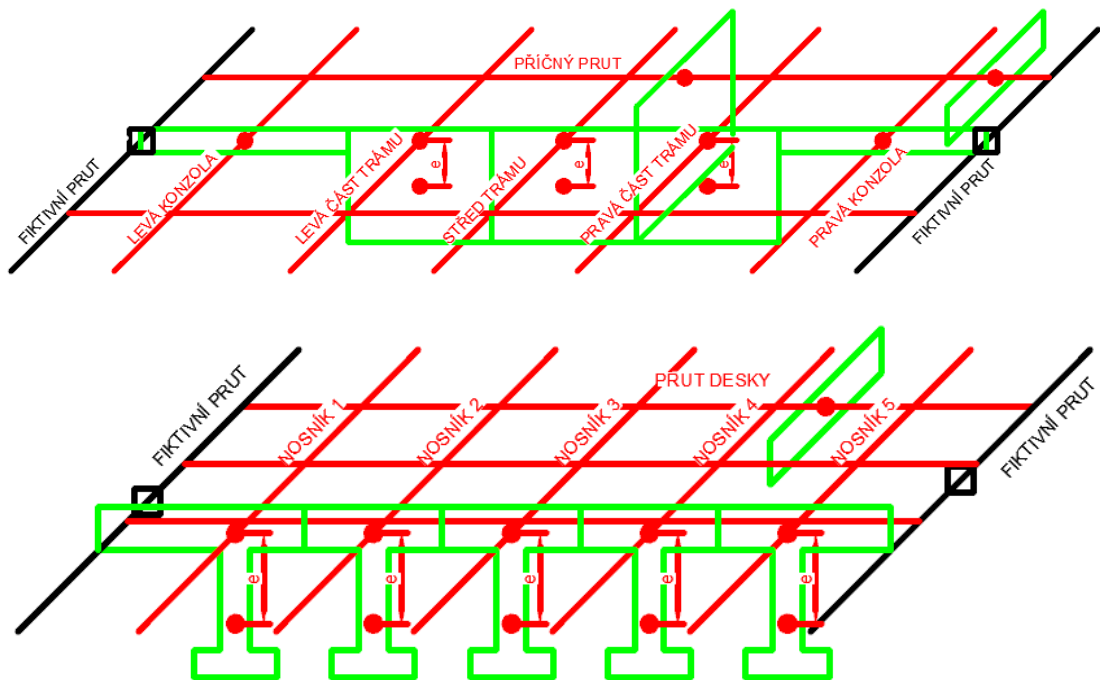 PŘÍČNÝ PRUT
FIKTIVNÍ PRUT
LEVÁ KONZOLA
LEVÁ ČÁST TRÁMU
e
STŘED TRÁMU
e
PRAVÁ ČÁST TRÁMU
e
PRAVÁ KONZOLA
FIKTIVNÍ PRUT
FIKTIVNÍ PRUT
NOSNÍK 1
NOSNÍK 2
NOSNÍK 3
PRUT DESKY
NOSNÍK 4
NOSNÍK 5
FIKTIVNÍ PRUT
e
e
e
e
e